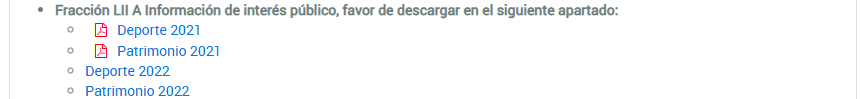 Fracción LII A Información de interés público, favor de descargar en el siguiente apartado:
Deporte 2021
Patrimonio 2021
Deporte 2022
Patrimonio 2022